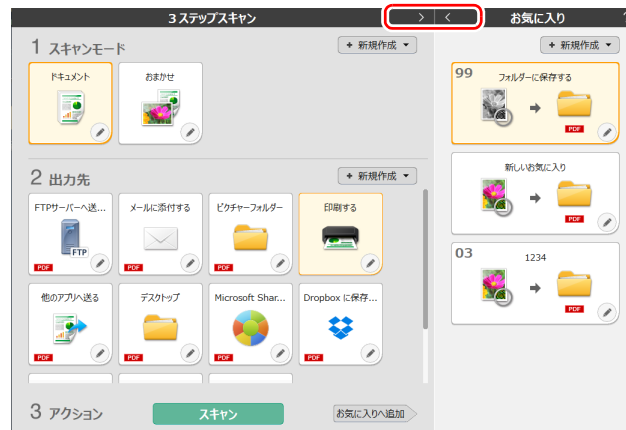 3ステップスキャン
> <
お気に入り
1 スキャンモード
+ 新規作成 ▼
ドキュメント
おまかせ
2 出力先
+ 新規作成 ▼
FTPサーバーへ送...
メールに添付する
ピクチャーフォルダー
印刷する
FTP
PDF
PDF
PDF
他のアプリへ送る
デスクトップ
Microsoft Shar...
Dropbox に保存...
PDF
PDF
PDF
PDF
3 アクション
スキャン
お気に入りへ追加
+ 新規作成 ▼
99
フォルダーに保存する
PDF
新しいお気に入り
PDF
03
1234
PDF